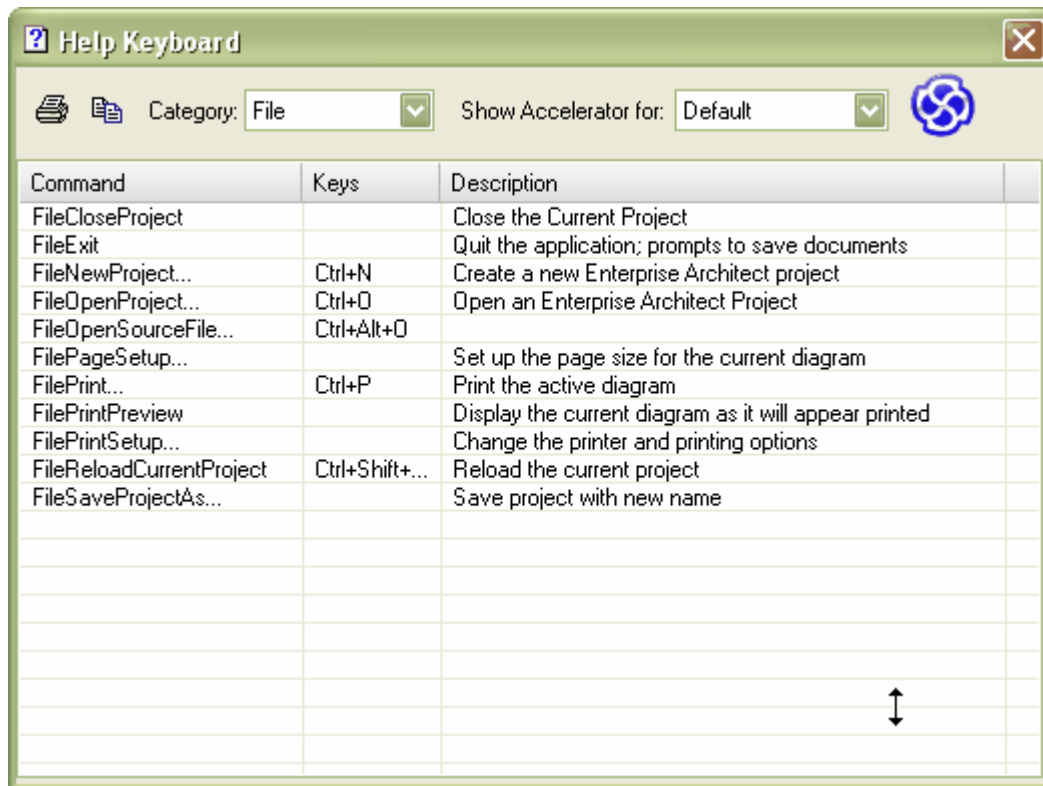 Help Keyboard
Category: File Show Accelerator for: Default
Command Keys Description
FileCloseProject Close the Current Project
FileExit Quit the application; prompts to save documents
FileNewProject... Ctrl+N Create a new Enterprise Architect project
FileOpenProject... Ctrl+O Open an Enterprise Architect Project
FileOpenSourceFile... Ctrl+Alt+O
FilePageSetup... Set up the page size for the current diagram
FilePrint... Ctrl+P Print the active diagram
FilePrintPreview Display the current diagram as it will appear printed
FilePrintSetup... Change the printer and printing options
FileReloadCurrentProject Ctrl+Shift+... Reload the current project
FileSaveProjectAs... Save project with new name